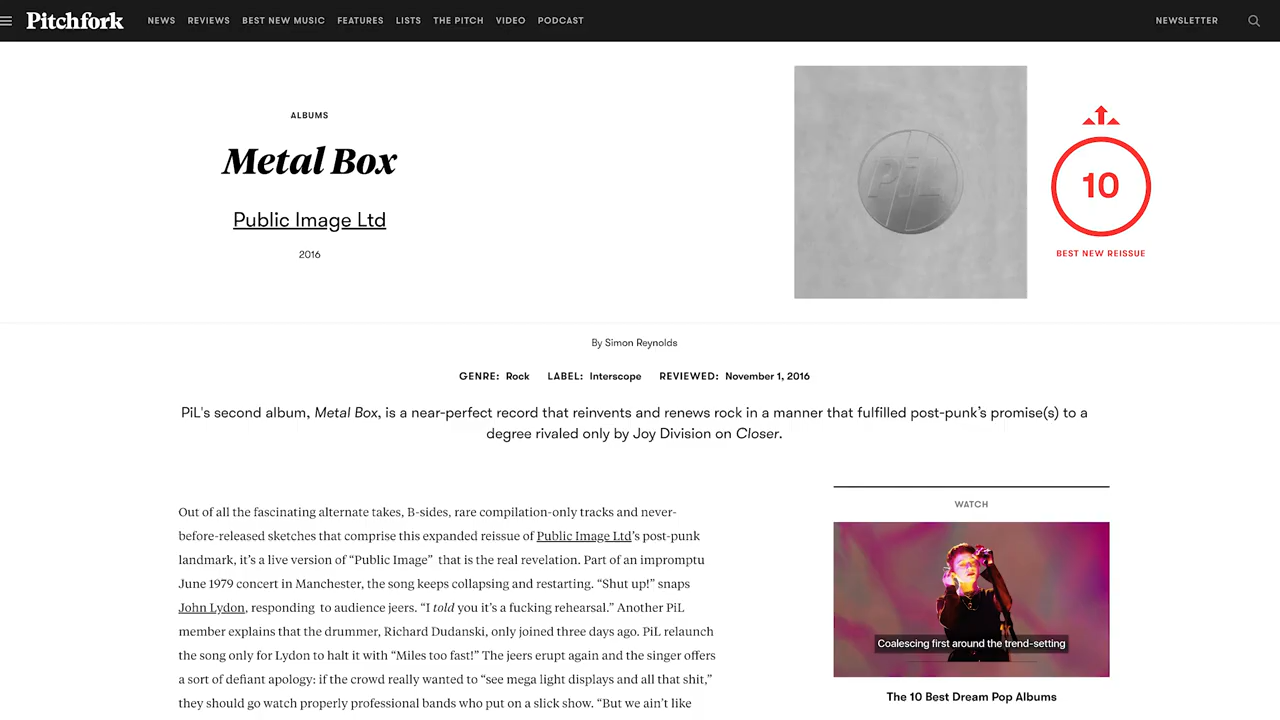 Pitchfork NEWS REVIEWS BEST NEW MUSIC FEATURES LISTS THE PITCH VIDEO PODCAST NEWSLETTER
ALBUMS
Metal Box
Public Image Ltd
2016
PiL
10
BEST NEW REISSUE
By Simon Reynolds
GENRE: Rock LABEL: Interscope REVIEWED: November 1, 2016
PiL's second album, Metal Box, is a near-perfect record that reinvents and renews rock in a manner that fulfilled post-punk’s promise(s) to a
degree rivaled only by Joy Division on Closer.
Out of all the fascinating alternate takes, B-sides, rare compilation-only tracks and never-
before-released sketches that comprise this expanded reissue of Public Image Ltd’s post-punk
landmark, it’s a live version of “Public Image” that is the real revelation. Part of an impromptu
June 1979 concert in Manchester, the song keeps collapsing and restarting. “Shut up!” snaps
John Lydon, responding to audience jeers. “I told you it’s a fucking rehearsal.” Another PiL
member explains that the drummer, Richard Dudanski, only joined three days ago. PiL relaunch
the song only for Lydon to halt it with “Miles too fast!” The jeers erupt again and the singer offers
a sort of defiant apology: if the crowd really wanted to “see mega light displays and all that shit,”
they should go watch properly professional bands who put on a slick show. “But we ain’t like
WATCH
Coalescing first around the trend-setting
The 10 Best Dream Pop Albums